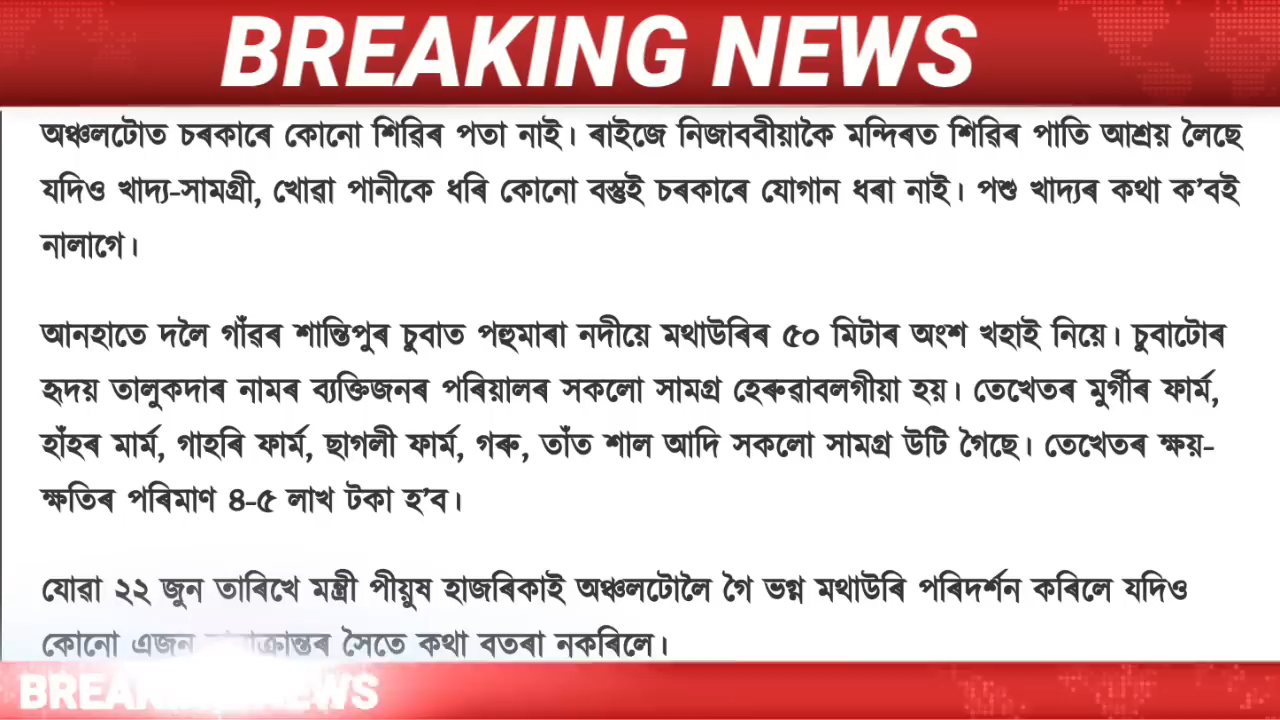 BREAKING NEWS
অঞ্চলটোত চৰকাৰে কোনো শিৱিৰ পতা নাই। ৰাইজে নিজাববীয়াকৈ মন্দিৰত শিৱিৰ পাতি আশ্ৰয় লৈছে
যদিও খাদ্য-সামগ্ৰী, খোৱা পানীকে ধৰি কোনো বস্তুই চৰকাৰে যোগান ধৰা নাই। পশু খাদ্যৰ কথা ক’বই
নালাগে।
আনহাতে দলৈ গাঁৱৰ শান্তিপুৰ চুবাত পহুমাৰা নদীয়ে মথাউৰিৰ ৫০ মিটাৰ অংশ খহাই নিয়ে। চুবাটোৰ
হৃদয় তালুকদাৰ নামৰ ব্যক্তিজনৰ পৰিয়ালৰ সকলো সামগ্ৰ হেৰুৱাবলগীয়া হয়। তেখেতৰ মুৰ্গীৰ ফাৰ্ম,
হাঁহৰ মাৰ্ম, গাহৰি ফাৰ্ম, ছাগলী ফাৰ্ম, গৰু, তাঁত শাল আদি সকলো সামগ্ৰ উটি গৈছে। তেখেতৰ ক্ষয়-
ক্ষতিৰ পৰিমাণ ৪-৫ লাখ টকা হ’ব।
যোৱা ২২ জুন তাৰিখে মন্ত্ৰী পীয়ুষ হাজৰিকাই অঞ্চলটোলৈ গৈ ভগ্ন মথাউৰি পৰিদৰ্শন কৰিলে যদিও
কোনো এজন সৈতে কথা বতৰা নকৰিলে।
BREAKING NEWS